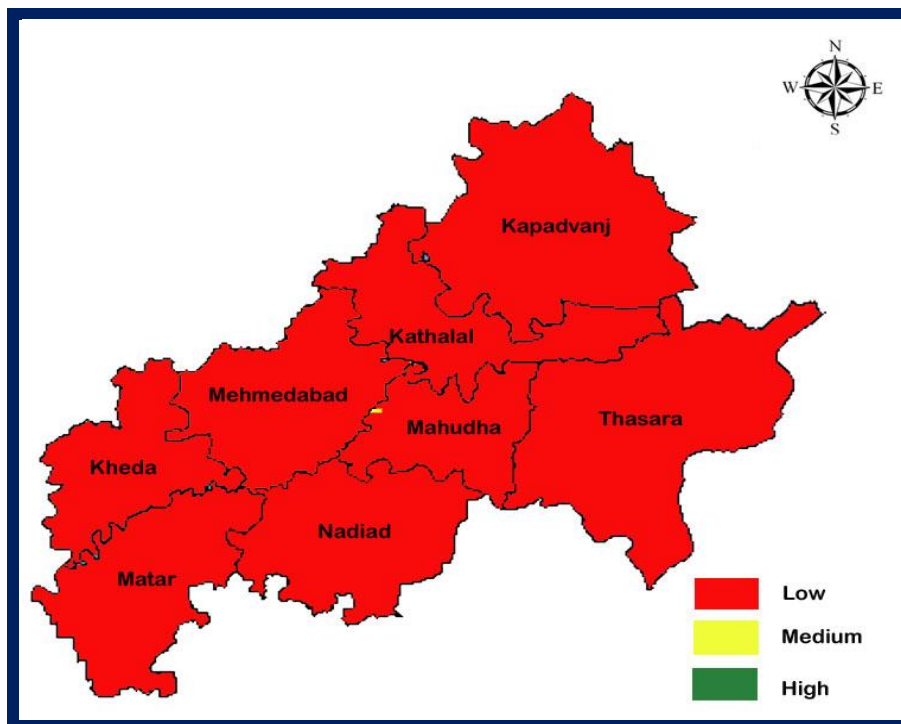 N
W E
S
Kapadvanj
Kathalal
Mehmedabad
Thasara
Mahudha
Kheda
Nadiad
Matar
Low
Medium
High